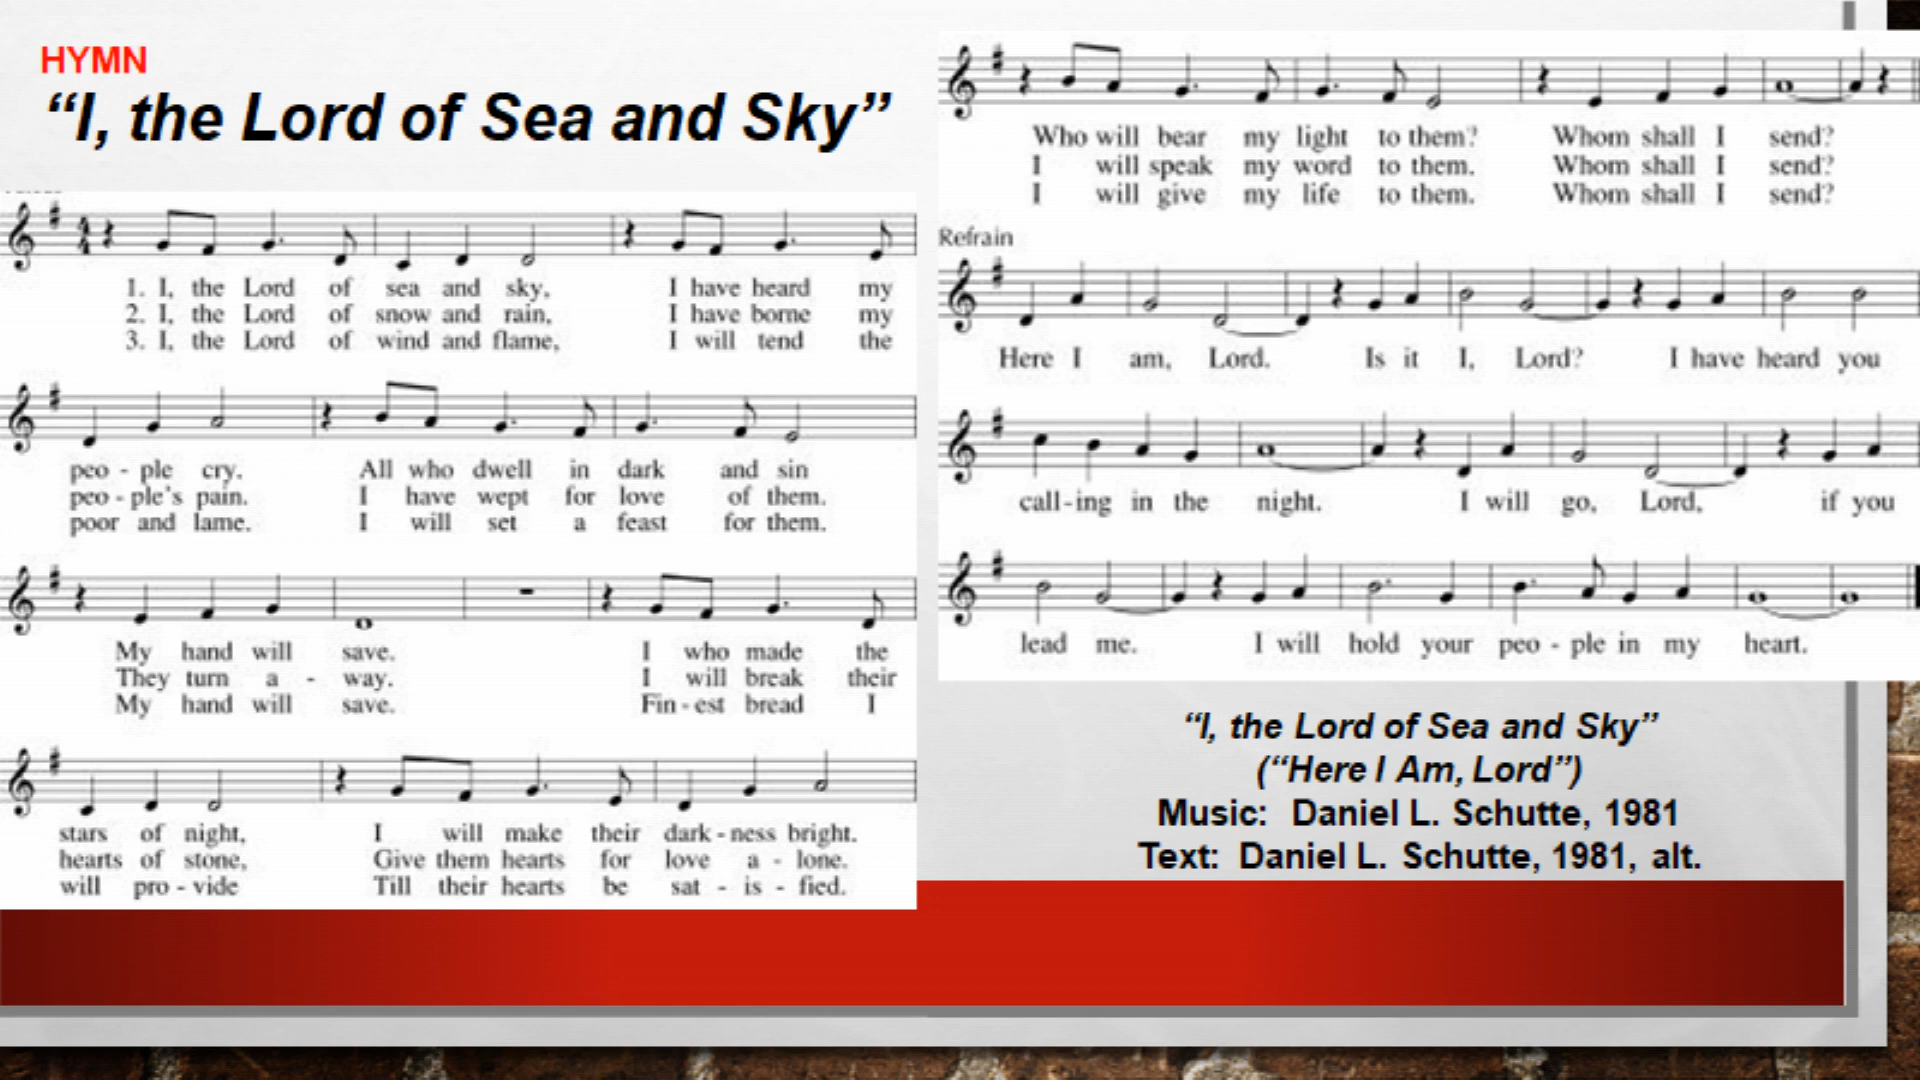 HYMN
“I, the Lord of Sea and Sky”
1. I, the Lord of sea and sky, I have heard my
2. I, the Lord of snow and rain, I have borne my
3. I, the Lord of wind and flame, I will tend the
peo - ple cry. All who dwell in dark and sin
peo - ple's pain. I have wept for love of them.
poor and lame. I will set a feast for them.
My hand will save. I who made the
They turn a - way. I will break their
My hand will save. Fin - est bread I
stars of night, I will make their dark - ness bright.
hearts of stone, Give them hearts for love a - lone.
will pro - vide Till their hearts be sat - is - fied.
Who will bear my light to them? Whom shall I send?
I will speak my word to them. Whom shall I send?
I will give my life to them. Whom shall I send?
Refrain
Here I am, Lord. Is it I, Lord? I have heard you
call - ing in the night. I will go, Lord, if you
lead me. I will hold your peo - ple in my heart.
“I, the Lord of Sea and Sky”
(“Here I Am, Lord”)
Music: Daniel L. Schutte, 1981
Text: Daniel L. Schutte, 1981, alt.